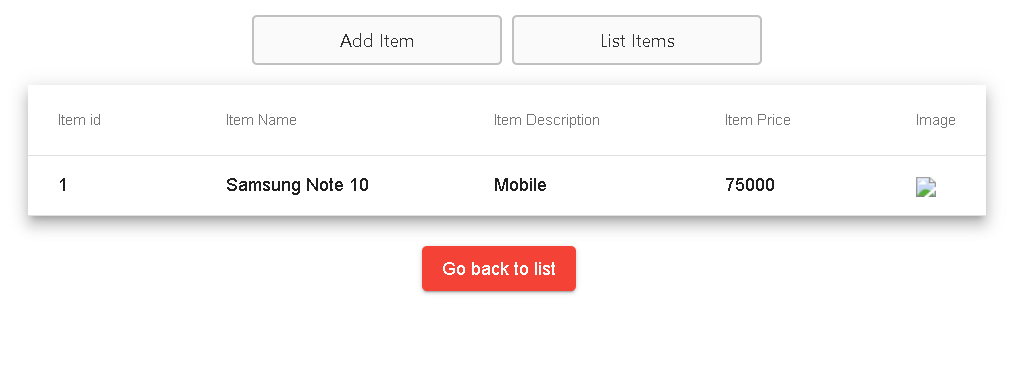 Add Item List Items
Item id Item Name Item Description Item Price Image
1 Samsung Note 10 Mobile 75000
Go back to list